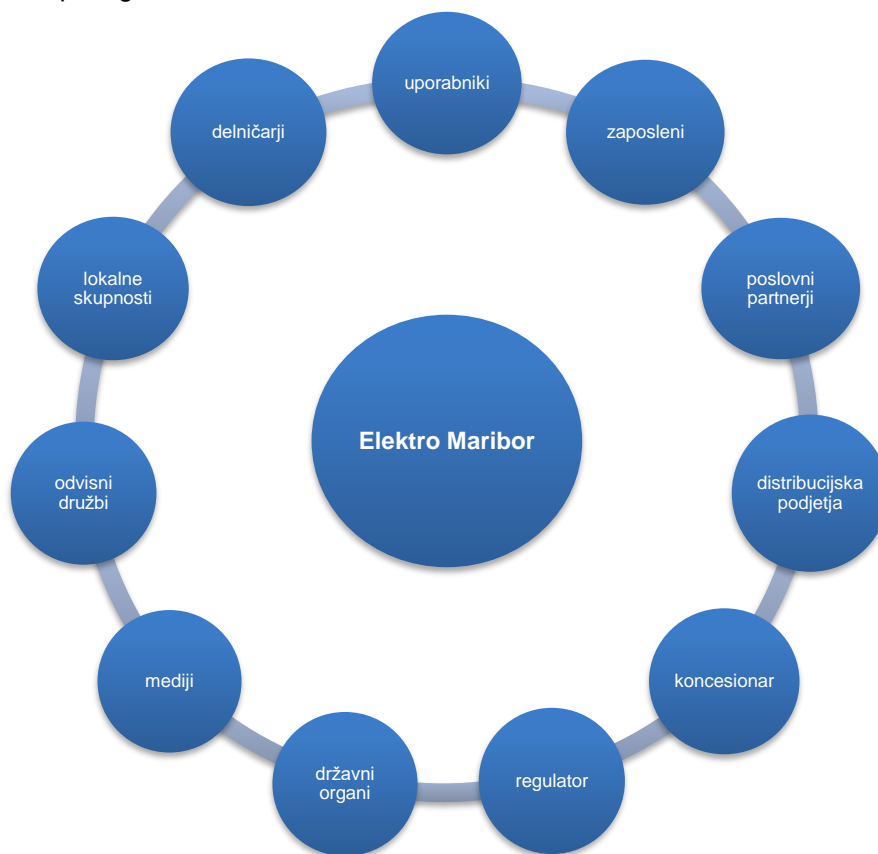 uporabniki
zaposleni
poslovni
partnerji
distribucijska
podjetja
koncesionar
regulator
državni
organi
mediji
odvisni
družbi
lokalne
skupnosti
delničarji
Elektro Maribor